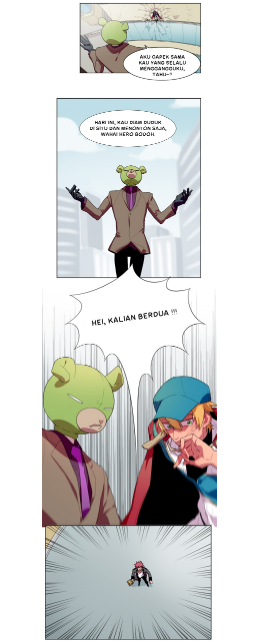 AKU CAPEK SAMA
KAU YANG SELALU
MENGGANGGUKU,
TAHU~?
HARI INI, KAU DIAM DUDUK
DI SITU DAN MENONTON SAJA,
WAHAI HERO BODOH.
HEI, KALIAN BERDUA !!!